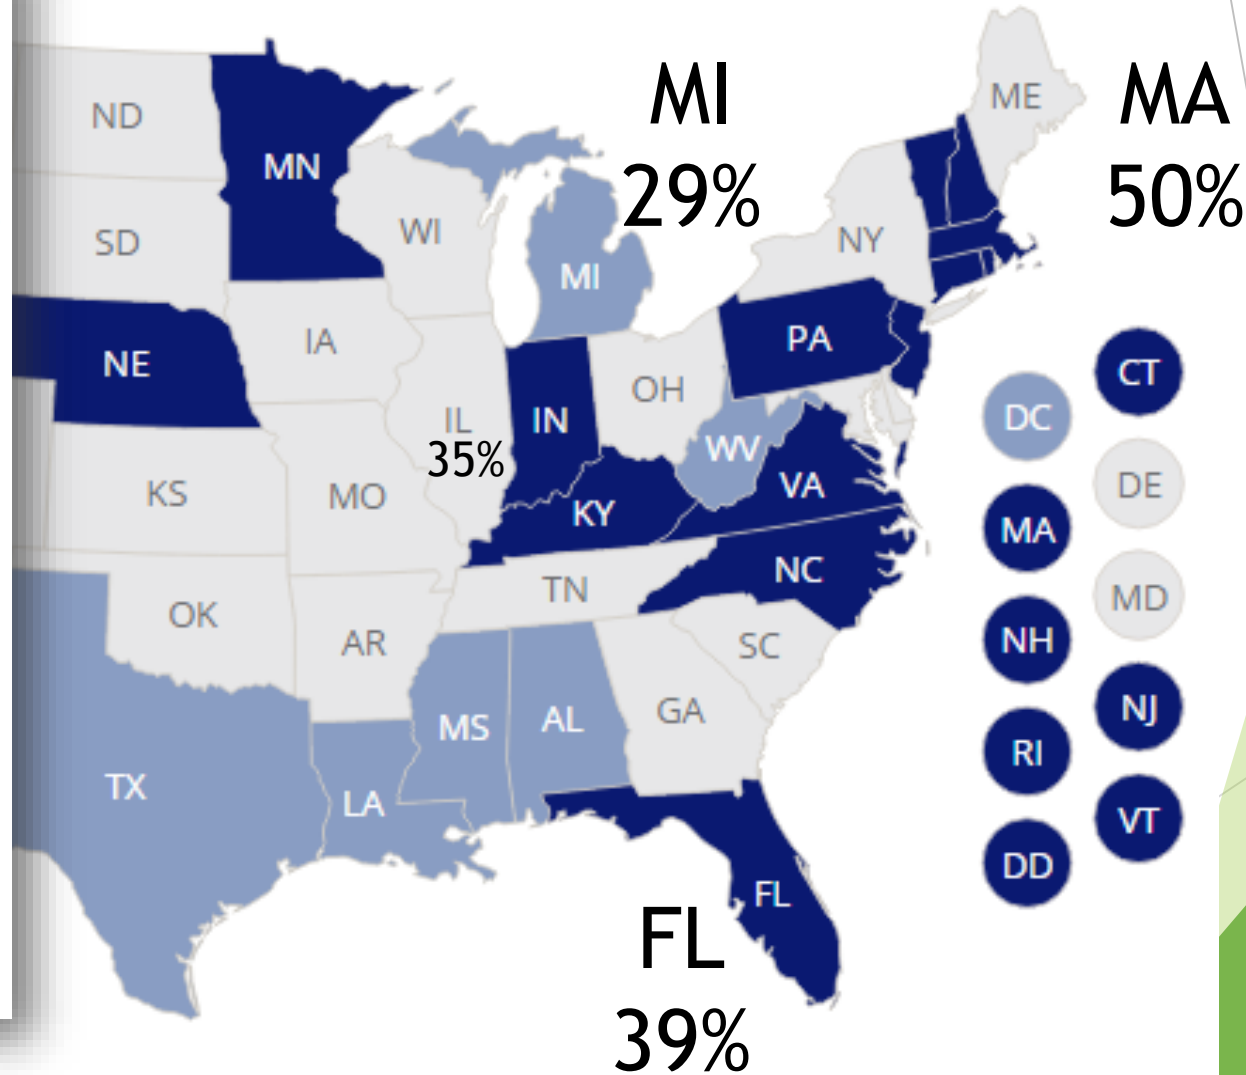 MI
29%
MA
50%
ME
ND
MN
WI
SD
NY
MI
PA
IA
NE
OH
CT
DC
IL
35%
IN
WV
VA
DE
KS
MO
KY
MA
NC
TN
MD
OK
AR
SC
NH
GA
NJ
MS
AL
RI
TX
LA
VT
DD
FL
FL
39%